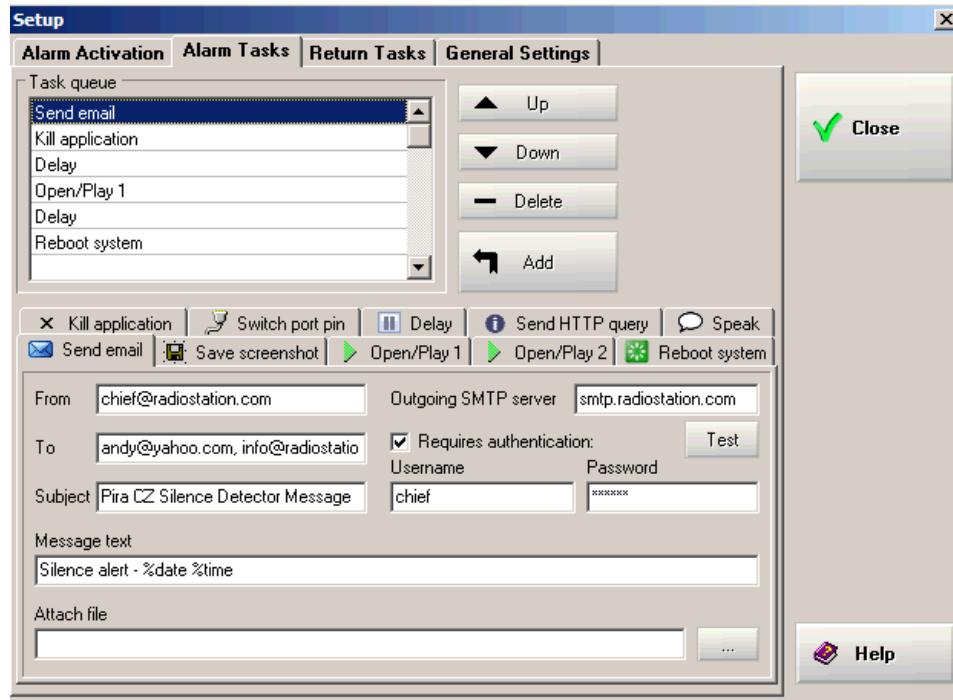 Setup
Alarm Activation Alarm Tasks Return Tasks General Settings
Task queue
Send email
Kill application
Delay
Open/Play 1
Delay
Reboot system
Up
Down
Delete
Add
Close
Kill application Switch port pin Delay Send HTTP query Speak
Send email Save screenshot Open/Play 1 Open/Play 2 Reboot system
From chief@radiostation.com Outgoing SMTP server smtp.radiostation.com
To andy@yahoo.com, info@radiostatio Requires authentication: Test
Username Password
Subject Pira CZ Silence Detector Message chief ******
Message text
Silence alert - %date %time
Attach file
...
Help